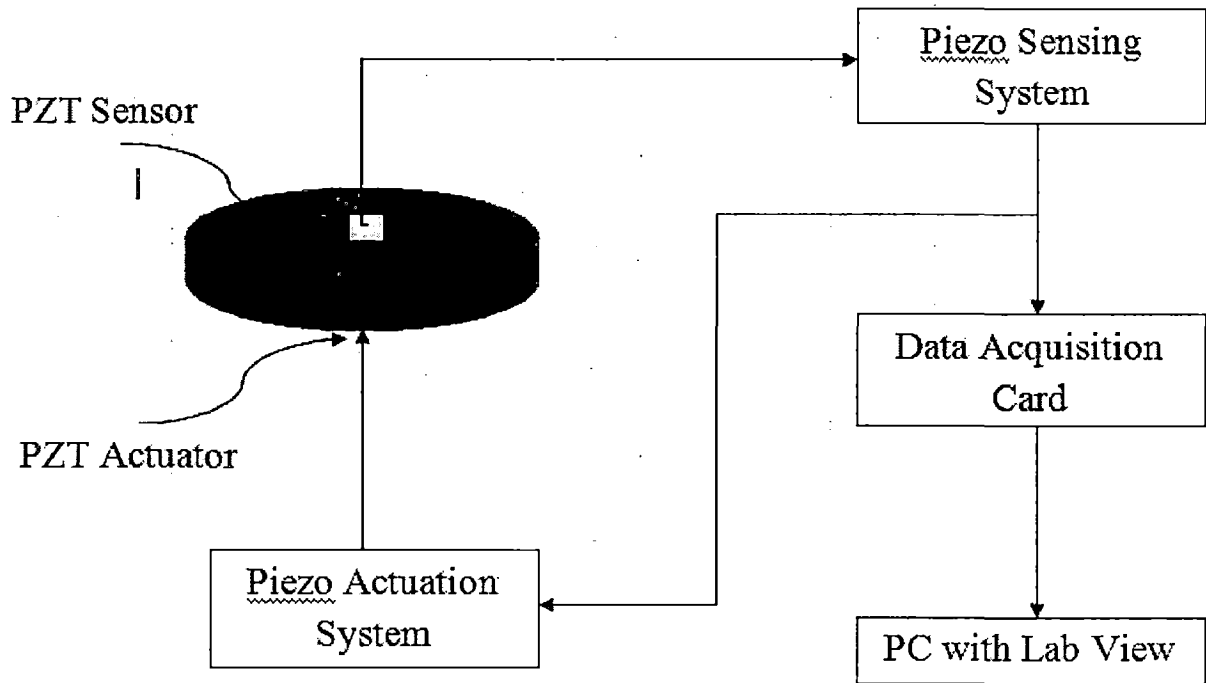 Piezo Sensing
System
PZT Sensor
Data Acquisition
Card
PZT Actuator
Piezo Actuation
System
PC with Lab View